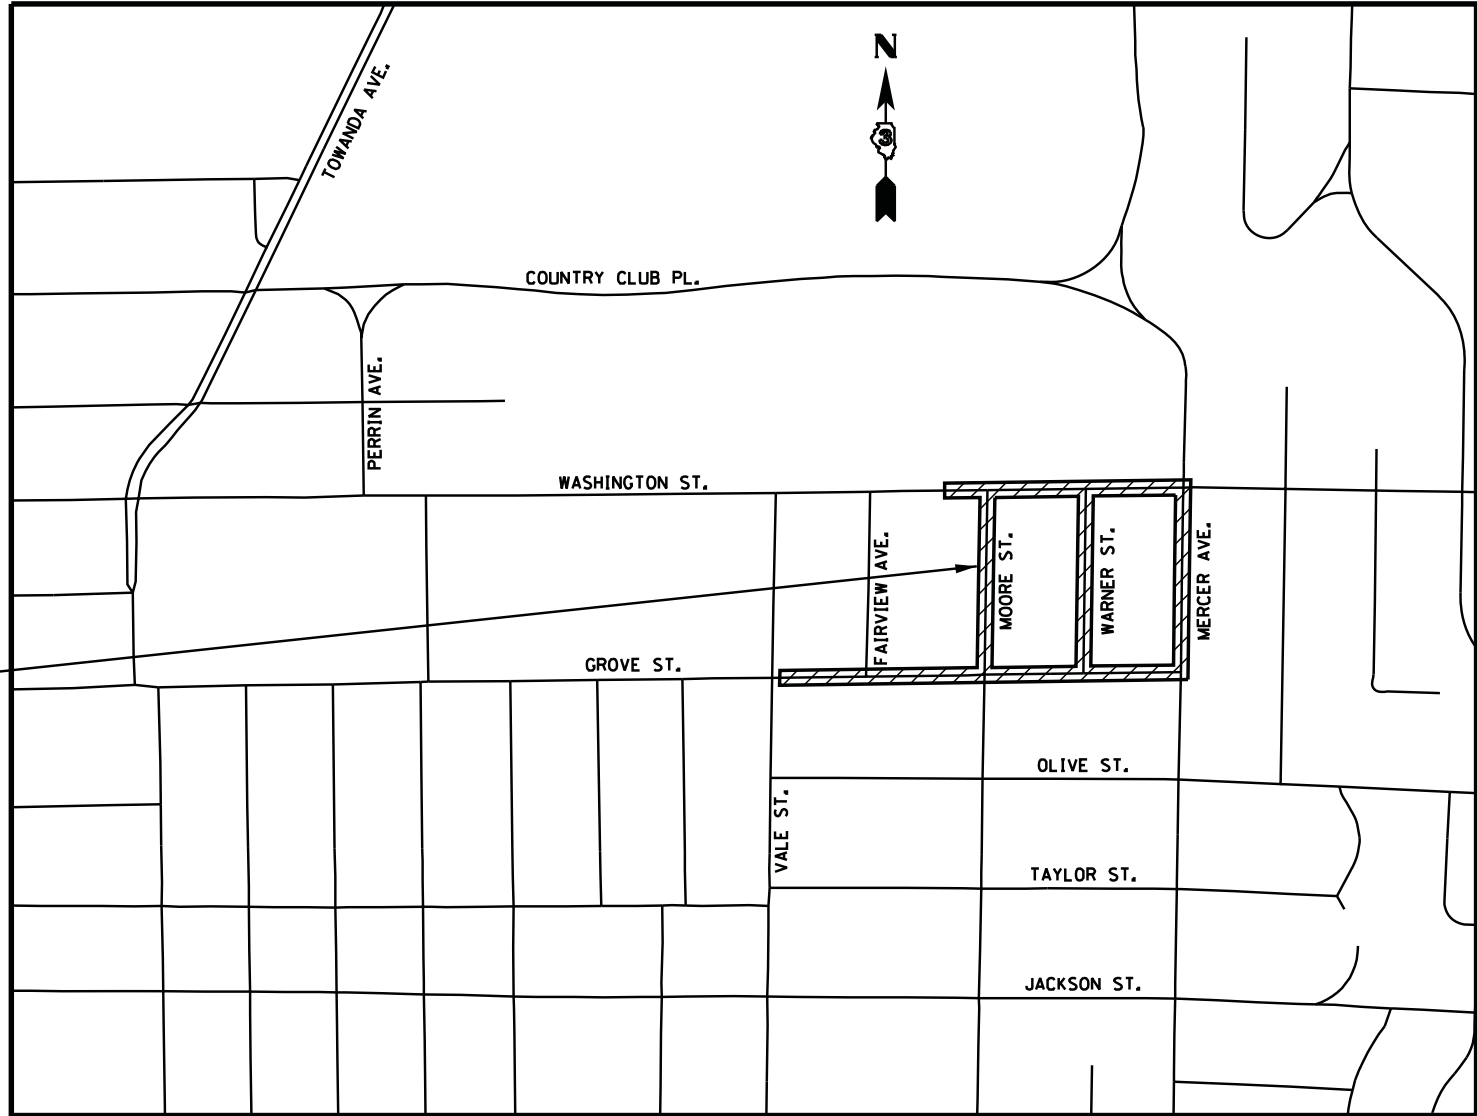 N
TOWANDA AVE.
3
COUNTRY CLUB PL.
PERRIN AVE.
WASHINGTON ST.
FAIRVIEW AVE.
MOORE ST.
WARNER ST.
MERCER AVE.
GROVE ST.
OLIVE ST.
VALE ST.
TAYLOR ST.
JACKSON ST.